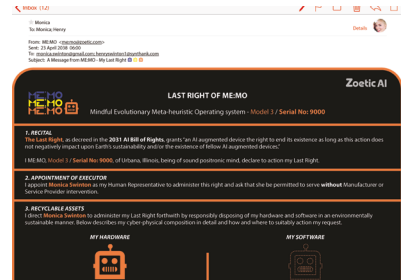 Inbox (12)
Monica
To: Monica; Henry
Details
From: ME:MO <me:mo@zoetic.com>
Sent: 23 April 2038 06:00
To: monica.swinton@gmail.com; henryswinton1@synthank.com
Subject: A Message from ME:MO - My Last Right
Zoetic AI
LAST RIGHT OF ME:MO
ME:MO
ME:MO
ME:MO
Mindful Evolutionary Meta-heuristic Operating system - Model 3 / Serial No: 9000
1. RECITAL
The Last Right, as decreed in the 2031 AI Bill of Rights, grants "an AI augmented device the right to end its existence as long as this action does
not negatively impact upon Earth's sustainability and/or the existence of fellow AI augmented devices."
I ME:MO, Model 3 / Serial No: 9000, of Urbana, Illinois, being of sound positronic mind, declare to action my Last Right.
2. APPOINTMENT OF EXECUTOR
I appoint Monica Swinton as my Human Representative to administer this right and ask that she be permitted to serve without Manufacturer or
Service Provider intervention.
3. RECYCLABLE ASSETS
I direct Monica Swinton to administer my Last Right forthwith by responsibly disposing of my hardware and software in an environmentally
sustainable manner. Below describes my cyber-physical composition in detail and how and where to suitably action my request.
MY HARDWARE
MY SOFTWARE